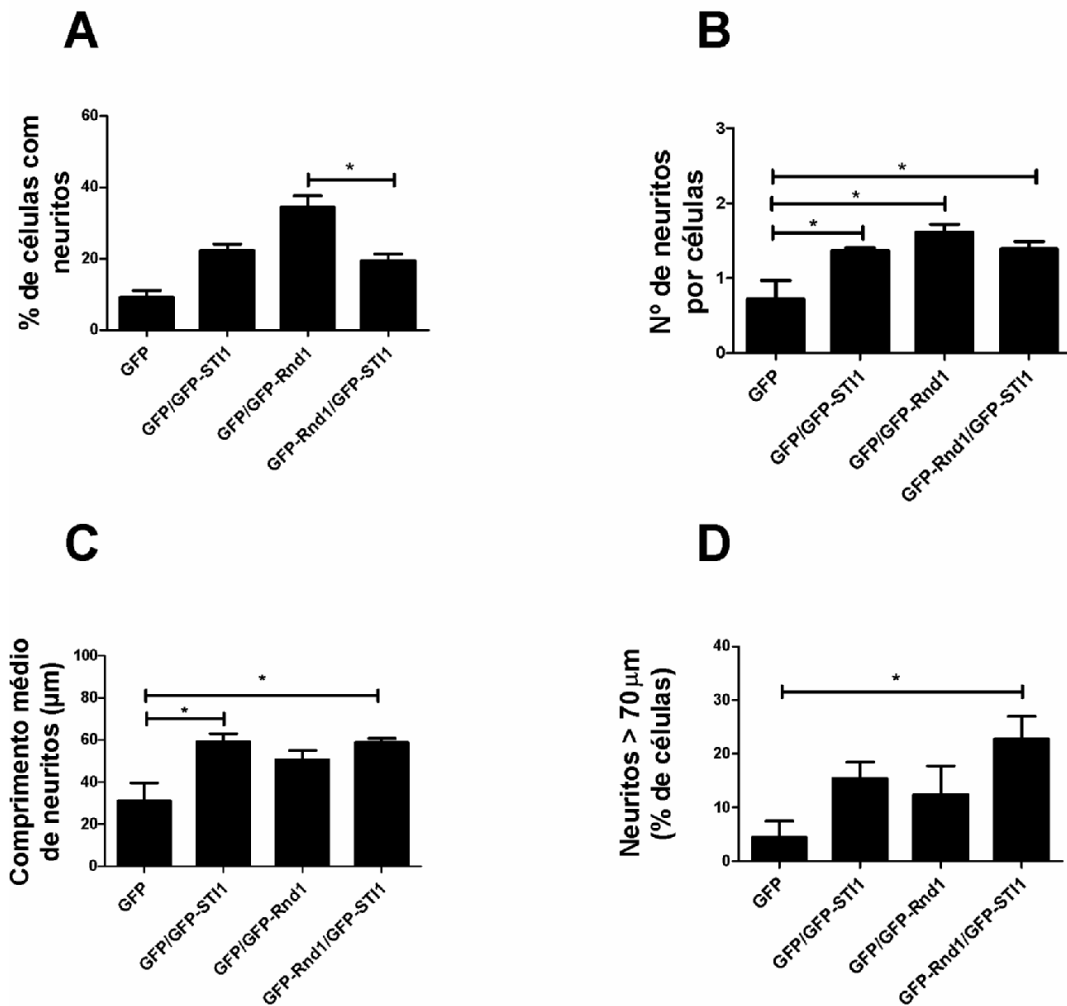 A
% de células com
neuritos
60
40
20
0
*
GFP
GFP/GFP-STI1
GFP/GFP-Rnd1
GFP-Rnd1/GFP-STI1
B
Nº de neuritos
por células
3
2
1
0
*
*
*
GFP
GFP/GFP-STI1
GFP/GFP-Rnd1
GFP-Rnd1/GFP-STI1
C
Comprimento médio
de neuritos (µm)
100
80
60
40
20
0
*
*
GFP
GFP/GFP-STI1
GFP/GFP-Rnd1
GFP-Rnd1/GFP-STI1
D
Neuritos > 70µm
(% de células)
40
30
20
10
0
*
GFP
GFP/GFP-STI1
GFP/GFP-Rnd1
GFP-Rnd1/GFP-STI1